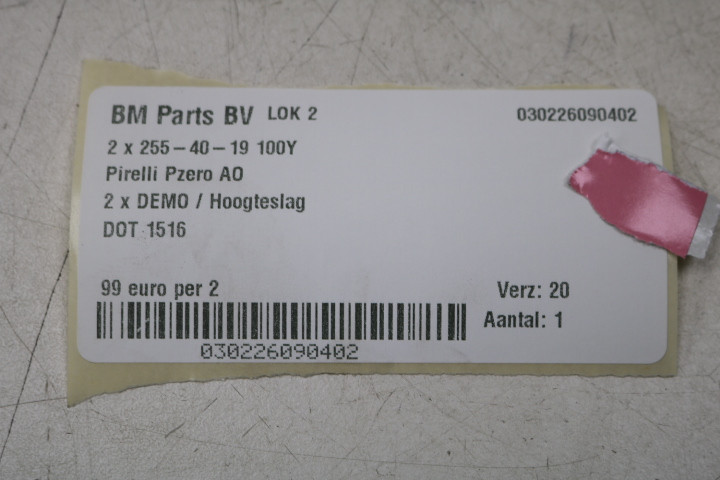 BM Parts BV LOK 2 030226090402
2 x 255-40-19 100Y
Pirelli Pzero AO
2 x DEMO / Hoogteslag
DOT 1516
99 euro per 2 Verz: 20
Aantal: 1
030226090402